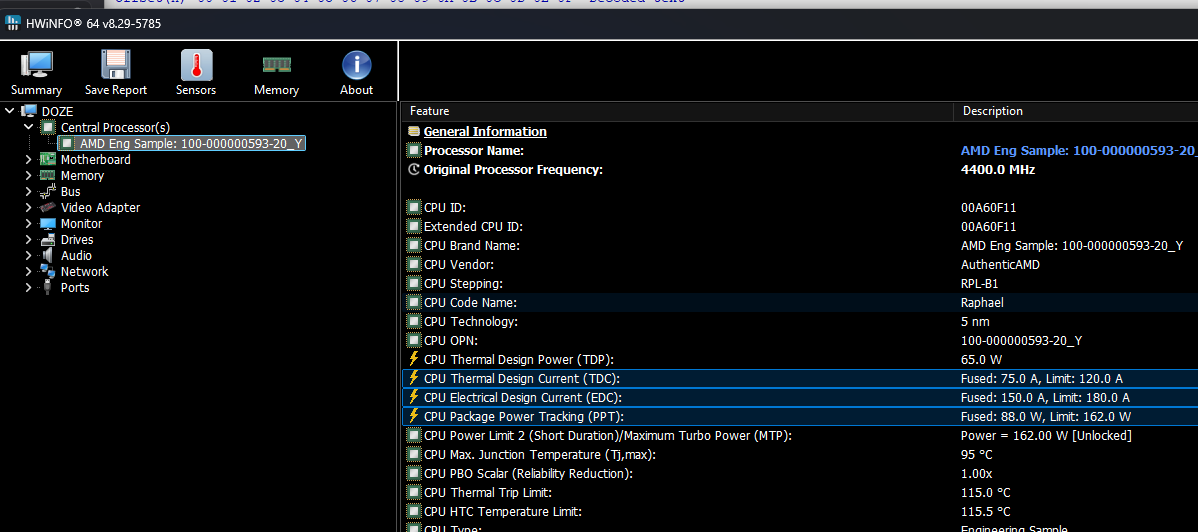 HWiNFO® 64 v8.29-5785
Summary Save Report Sensors Memory About
DOZE
Central Processor(s)
AMD Eng Sample: 100-000000593-20_Y
Motherboard
Memory
Bus
Video Adapter
Monitor
Drives
Audio
Network
Ports
Feature Description
General Information
Processor Name: AMD Eng Sample: 100-000000593-20_
Original Processor Frequency: 4400.0 MHz
CPU ID: 00A60F11
Extended CPU ID: 00A60F11
CPU Brand Name: AMD Eng Sample: 100-000000593-20_Y
CPU Vendor: AuthenticAMD
CPU Stepping: RPL-B1
CPU Code Name: Raphael
CPU Technology: 5 nm
CPU OPN: 100-000000593-20_Y
CPU Thermal Design Power (TDP): 65.0 W
CPU Thermal Design Current (TDC): Fused: 75.0 A, Limit: 120.0 A
CPU Electrical Design Current (EDC): Fused: 150.0 A, Limit: 180.0 A
CPU Package Power Tracking (PPT): Fused: 88.0 W, Limit: 162.0 W
CPU Power Limit 2 (Short Duration)/Maximum Turbo Power (MTP): Power = 162.00 W [Unlocked]
CPU Max. Junction Temperature (Tj,max): 95 °C
CPU PBO Scalar (Reliability Reduction): 1.00x
CPU Thermal Trip Limit: 115.0 °C
CPU HTC Temperature Limit: 115.5 °C
CPU Type: Engineering Sample